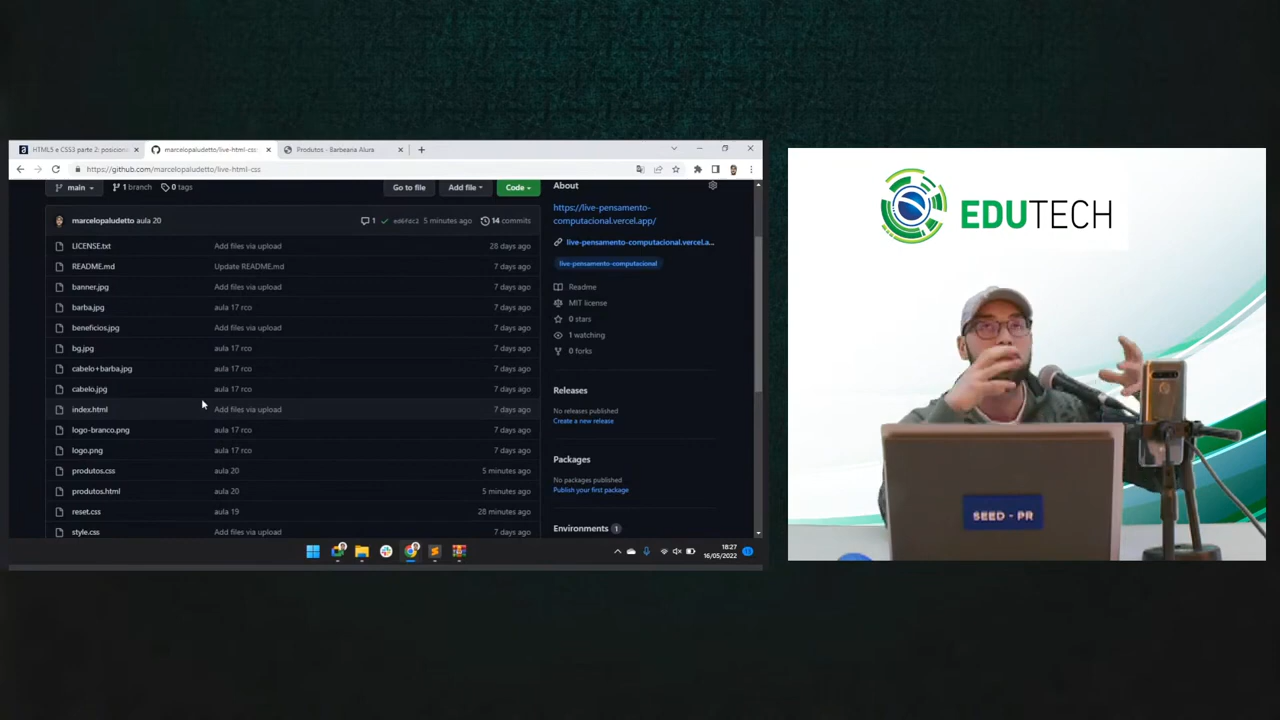 HTML5 e CSS3 parte 2: posicion
marcelopaludetto/live-html-css
Produtos - Barbearia Alura
https://github.com/marcelopaludetto/live-html-css
main
1 branch
0 tags
Go to file
Add file
Code
marcelopaludetto aula 20
1
5 minutes ago
14 commits
LICENSE.txt Add files via upload 28 days ago
README.md Update README.md 7 days ago
banner.jpg Add files via upload 7 days ago
barba.jpg aula 17 rco 7 days ago
beneficios.jpg Add files via upload 7 days ago
bg.jpg aula 17 rco 7 days ago
cabelo+barba.jpg aula 17 rco 7 days ago
cabelo.jpg aula 17 rco 7 days ago
index.html Add files via upload 7 days ago
logo-branco.png aula 17 rco 7 days ago
logo.png aula 17 rco 7 days ago
produtos.css aula 20 5 minutes ago
produtos.html aula 20 5 minutes ago
reset.css aula 19 28 minutes ago
style.css Add files via upload 7 days ago
About
https://live-pensamento-
computacional.vercel.app/
live-pensamento-computacional.vercel.a...
live-pensamento-computacional
Readme
MIT license
0 stars
1 watching
0 forks
Releases
No releases published
Create a new release
Packages
No packages published
Publish your first package
Environments 1
18:27
16/05/2022
EDUTECH
SEED - PR